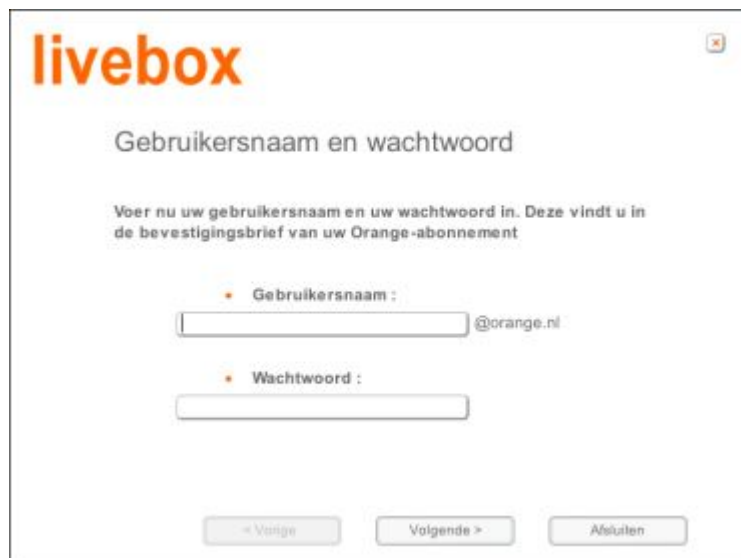 livebox
Gebruikersnaam en wachtwoord
Voer nu uw gebruikersnaam en uw wachtwoord in. Deze vindt u in
de bevestigingsbrief van uw Orange-abonnement
• Gebruikersnaam :
@orange.nl
• Wachtwoord :
< Vorige
Volgende >
Afsluiten